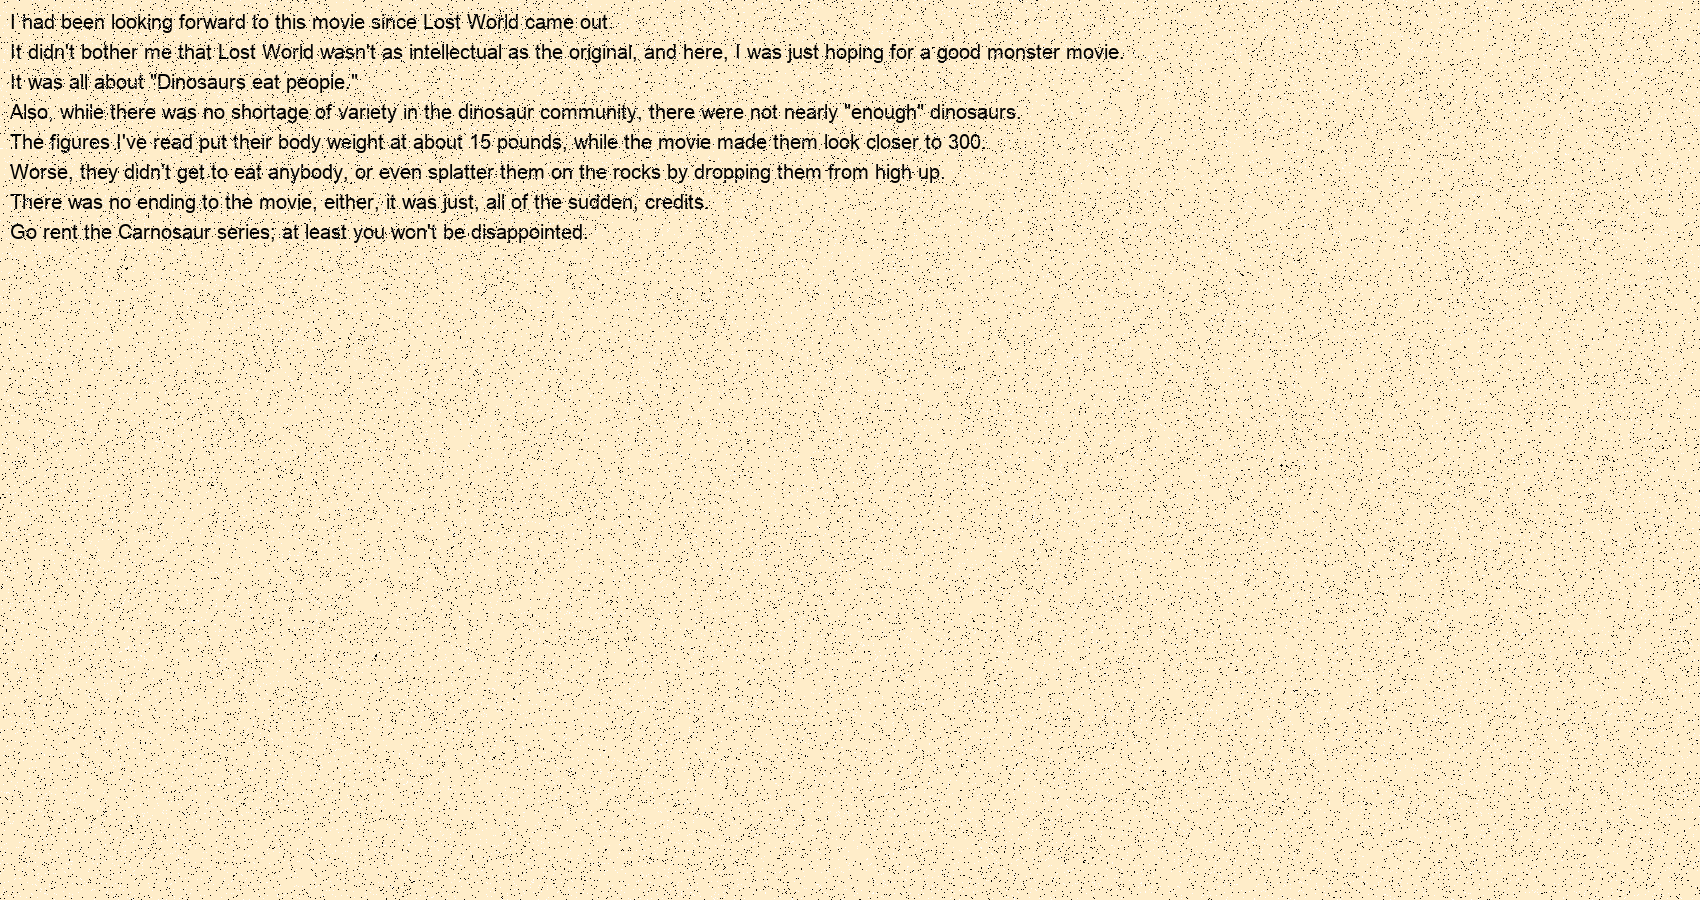 I had been looking forward to this movie since Lost World came out.
It didn't bother me that Lost World wasn't as intellectual as the original, and here, I was just hoping for a good monster movie.
It was all about "Dinosaurs eat people."
Also, while there was no shortage of variety in the dinosaur community, there were not nearly "enough" dinosaurs.
The figures I've read put their body weight at about 15 pounds, while the movie made them look closer to 300.
Worse, they didn't get to eat anybody, or even splatter them on the rocks by dropping them from high up.
There was no ending to the movie, either, it was just, all of the sudden, credits.
Go rent the Carnosaur series; at least you won't be disappointed.